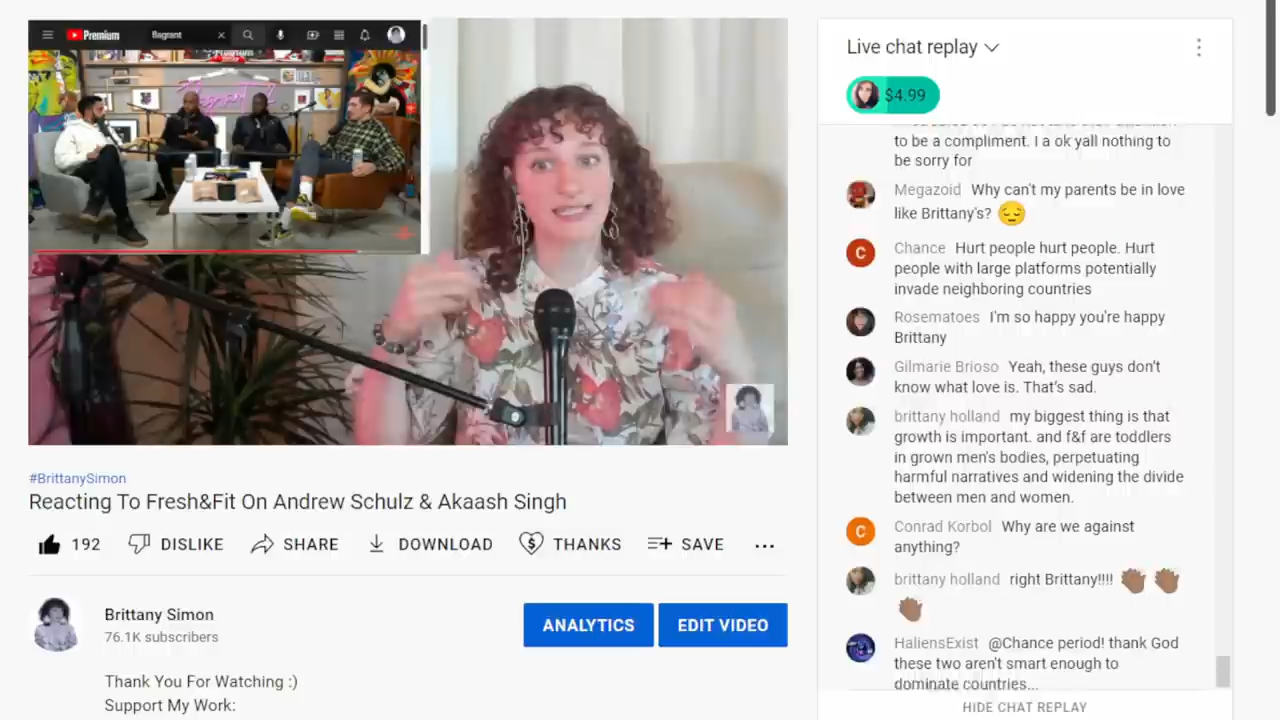 Premium
flagrant
#BrittanySimon
Reacting To Fresh&Fit On Andrew Schulz & Akaash Singh
192
DISLIKE
SHARE
DOWNLOAD
THANKS
SAVE
Brittany Simon
76.1K subscribers
ANALYTICS
EDIT VIDEO
Thank You For Watching :)
Support My Work:
Live chat replay
$4.99
to be a compliment. I a ok yall nothing to
be sorry for
Megazoid Why can't my parents be in love
like Brittany's?
C
Chance Hurt people hurt people. Hurt
people with large platforms potentially
invade neighboring countries
Rosematoes I'm so happy you're happy
Brittany
Gilmarie Brioso Yeah, these guys don't
know what love is. That's sad.
brittany holland my biggest thing is that
growth is important. and f&f are toddlers
in grown men's bodies, perpetuating
harmful narratives and widening the divide
between men and women.
C
Conrad Korbol Why are we against
anything?
brittany holland right Brittany!!!!
HaliensExist @Chance period! thank God
these two aren't smart enough to
dominate countries...
HIDE CHAT REPLAY